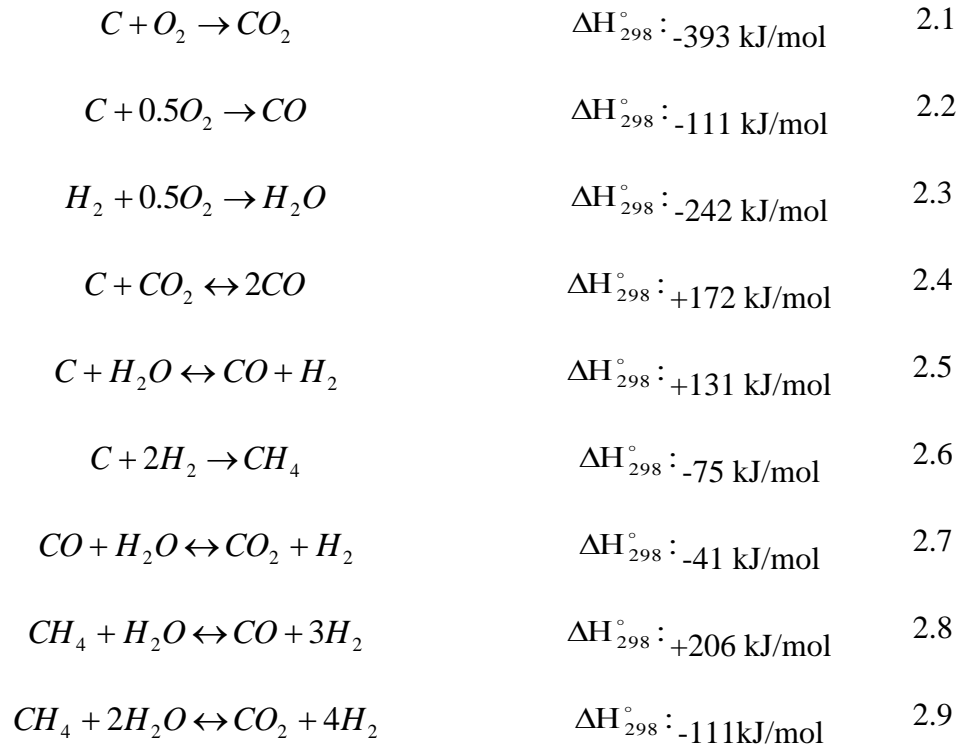 C + O₂ → CO₂ ΔH°₂₉₈ : -393 kJ/mol 2.1
C + 0.5O₂ → CO ΔH°₂₉₈ : -111 kJ/mol 2.2
H₂ + 0.5O₂ → H₂O ΔH°₂₉₈ : -242 kJ/mol 2.3
C + CO₂ ↔ 2CO ΔH°₂₉₈ : +172 kJ/mol 2.4
C + H₂O ↔ CO + H₂ ΔH°₂₉₈ : +131 kJ/mol 2.5
C + 2H₂ → CH₄ ΔH°₂₉₈ : -75 kJ/mol 2.6
CO + H₂O ↔ CO₂ + H₂ ΔH°₂₉₈ : -41 kJ/mol 2.7
CH₄ + H₂O ↔ CO + 3H₂ ΔH°₂₉₈ : +206 kJ/mol 2.8
CH₄ + 2H₂O ↔ CO₂ + 4H₂ ΔH°₂₉₈ : -111kJ/mol 2.9